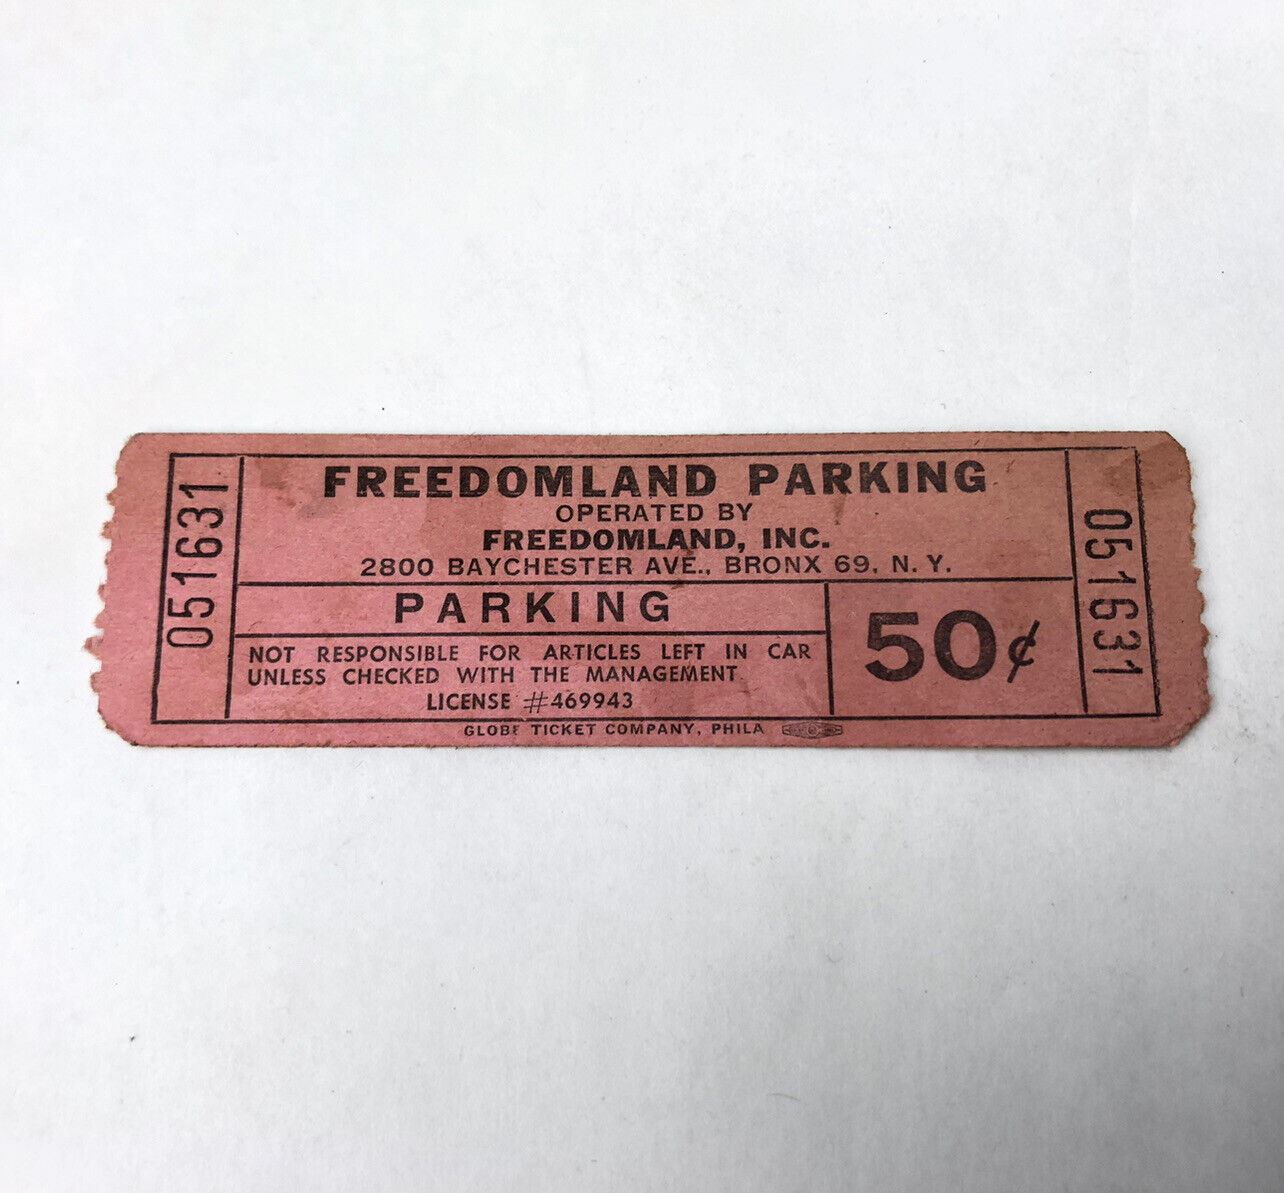 051631
FREEDOMLAND PARKING
OPERATED BY
FREEDOMLAND, INC.
2800 BAYCHESTER AVE., BRONX 69, N. Y.
PARKING
50¢
NOT RESPONSIBLE FOR ARTICLES LEFT IN CAR
UNLESS CHECKED WITH THE MANAGEMENT
LICENSE #469943
051631
GLOBE TICKET COMPANY, PHILA